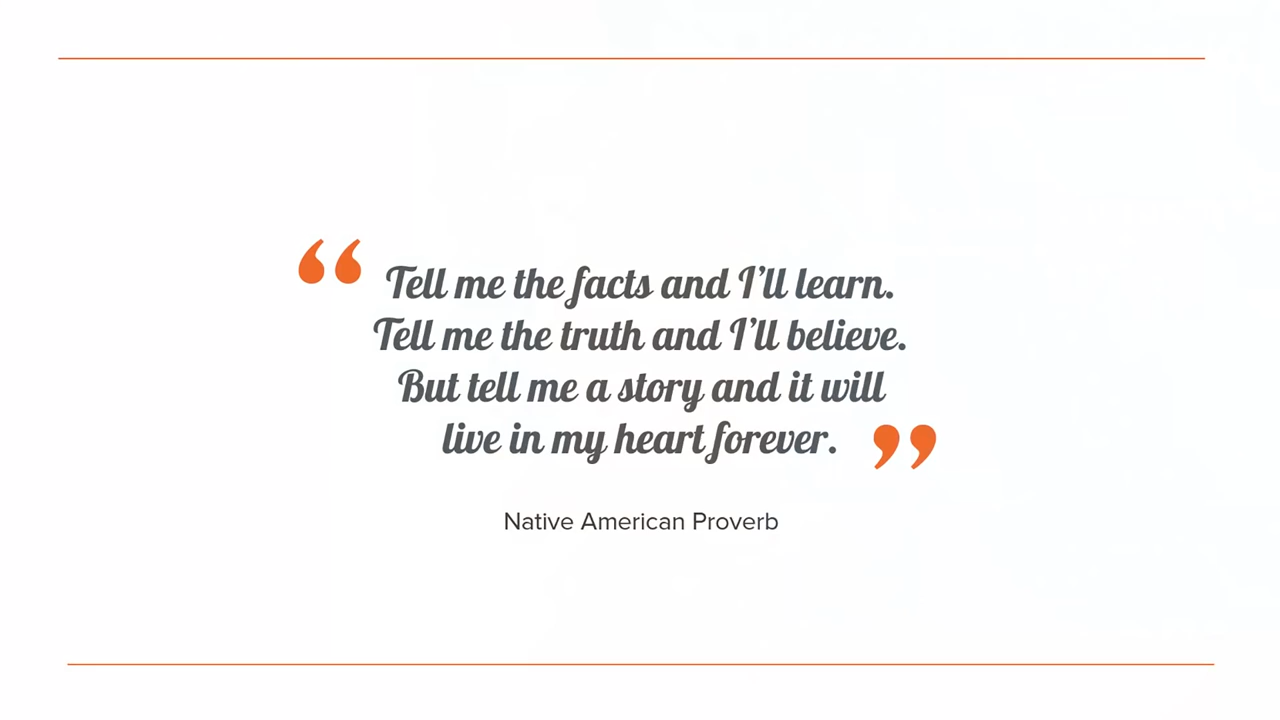 “Tell me the facts and I’ll learn.
Tell me the truth and I’ll believe.
But tell me a story and it will
live in my heart forever.”
Native American Proverb